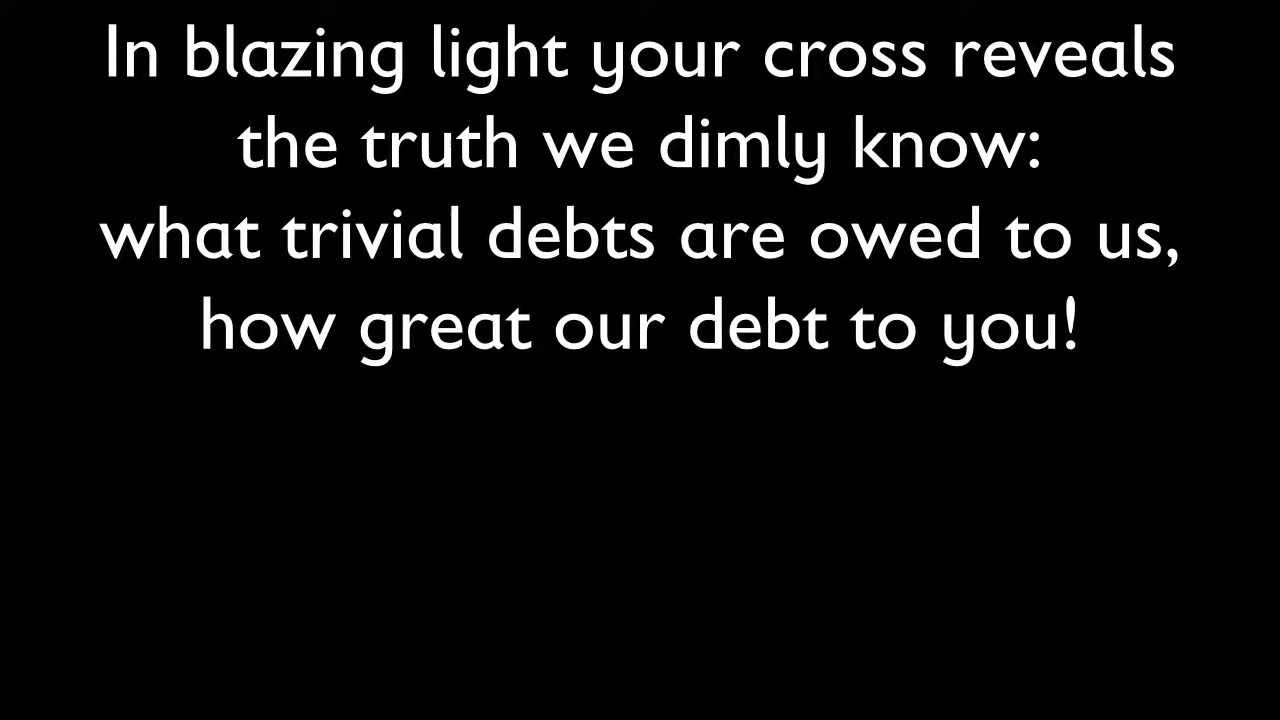 In blazing light your cross reveals
the truth we dimly know:
what trivial debts are owed to us,
how great our debt to you!